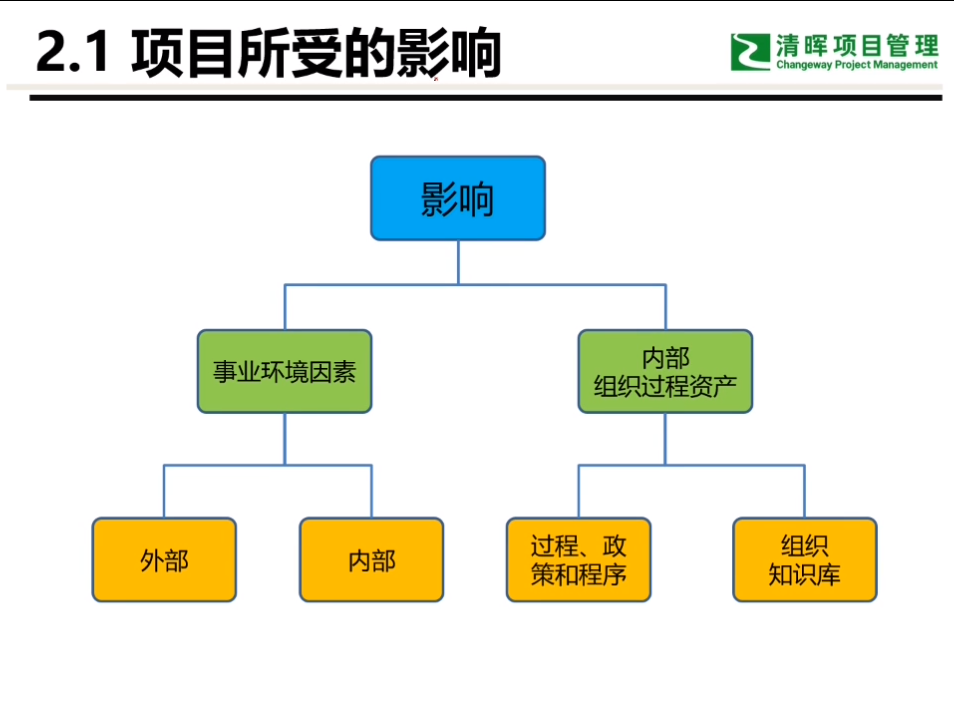 2.1 项目所受的影响
清晖项目管理
Changeway Project Management
影响
事业环境因素
内部
组织过程资产
外部
内部
过程、政
策和程序
组织
知识库